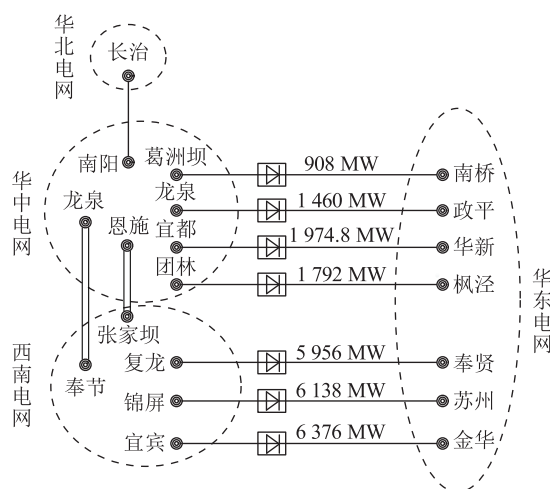 华北电网
长治
南阳
葛洲坝
908 MW
南桥
华中电网
龙泉
龙泉
1 460 MW
政平
恩施
宜都
1 974.8 MW
华新
团林
1 792 MW
枫泾
华东电网
张家坝
西南电网
复龙
5 956 MW
奉贤
奉节
锦屏
6 138 MW
苏州
宜宾
6 376 MW
金华